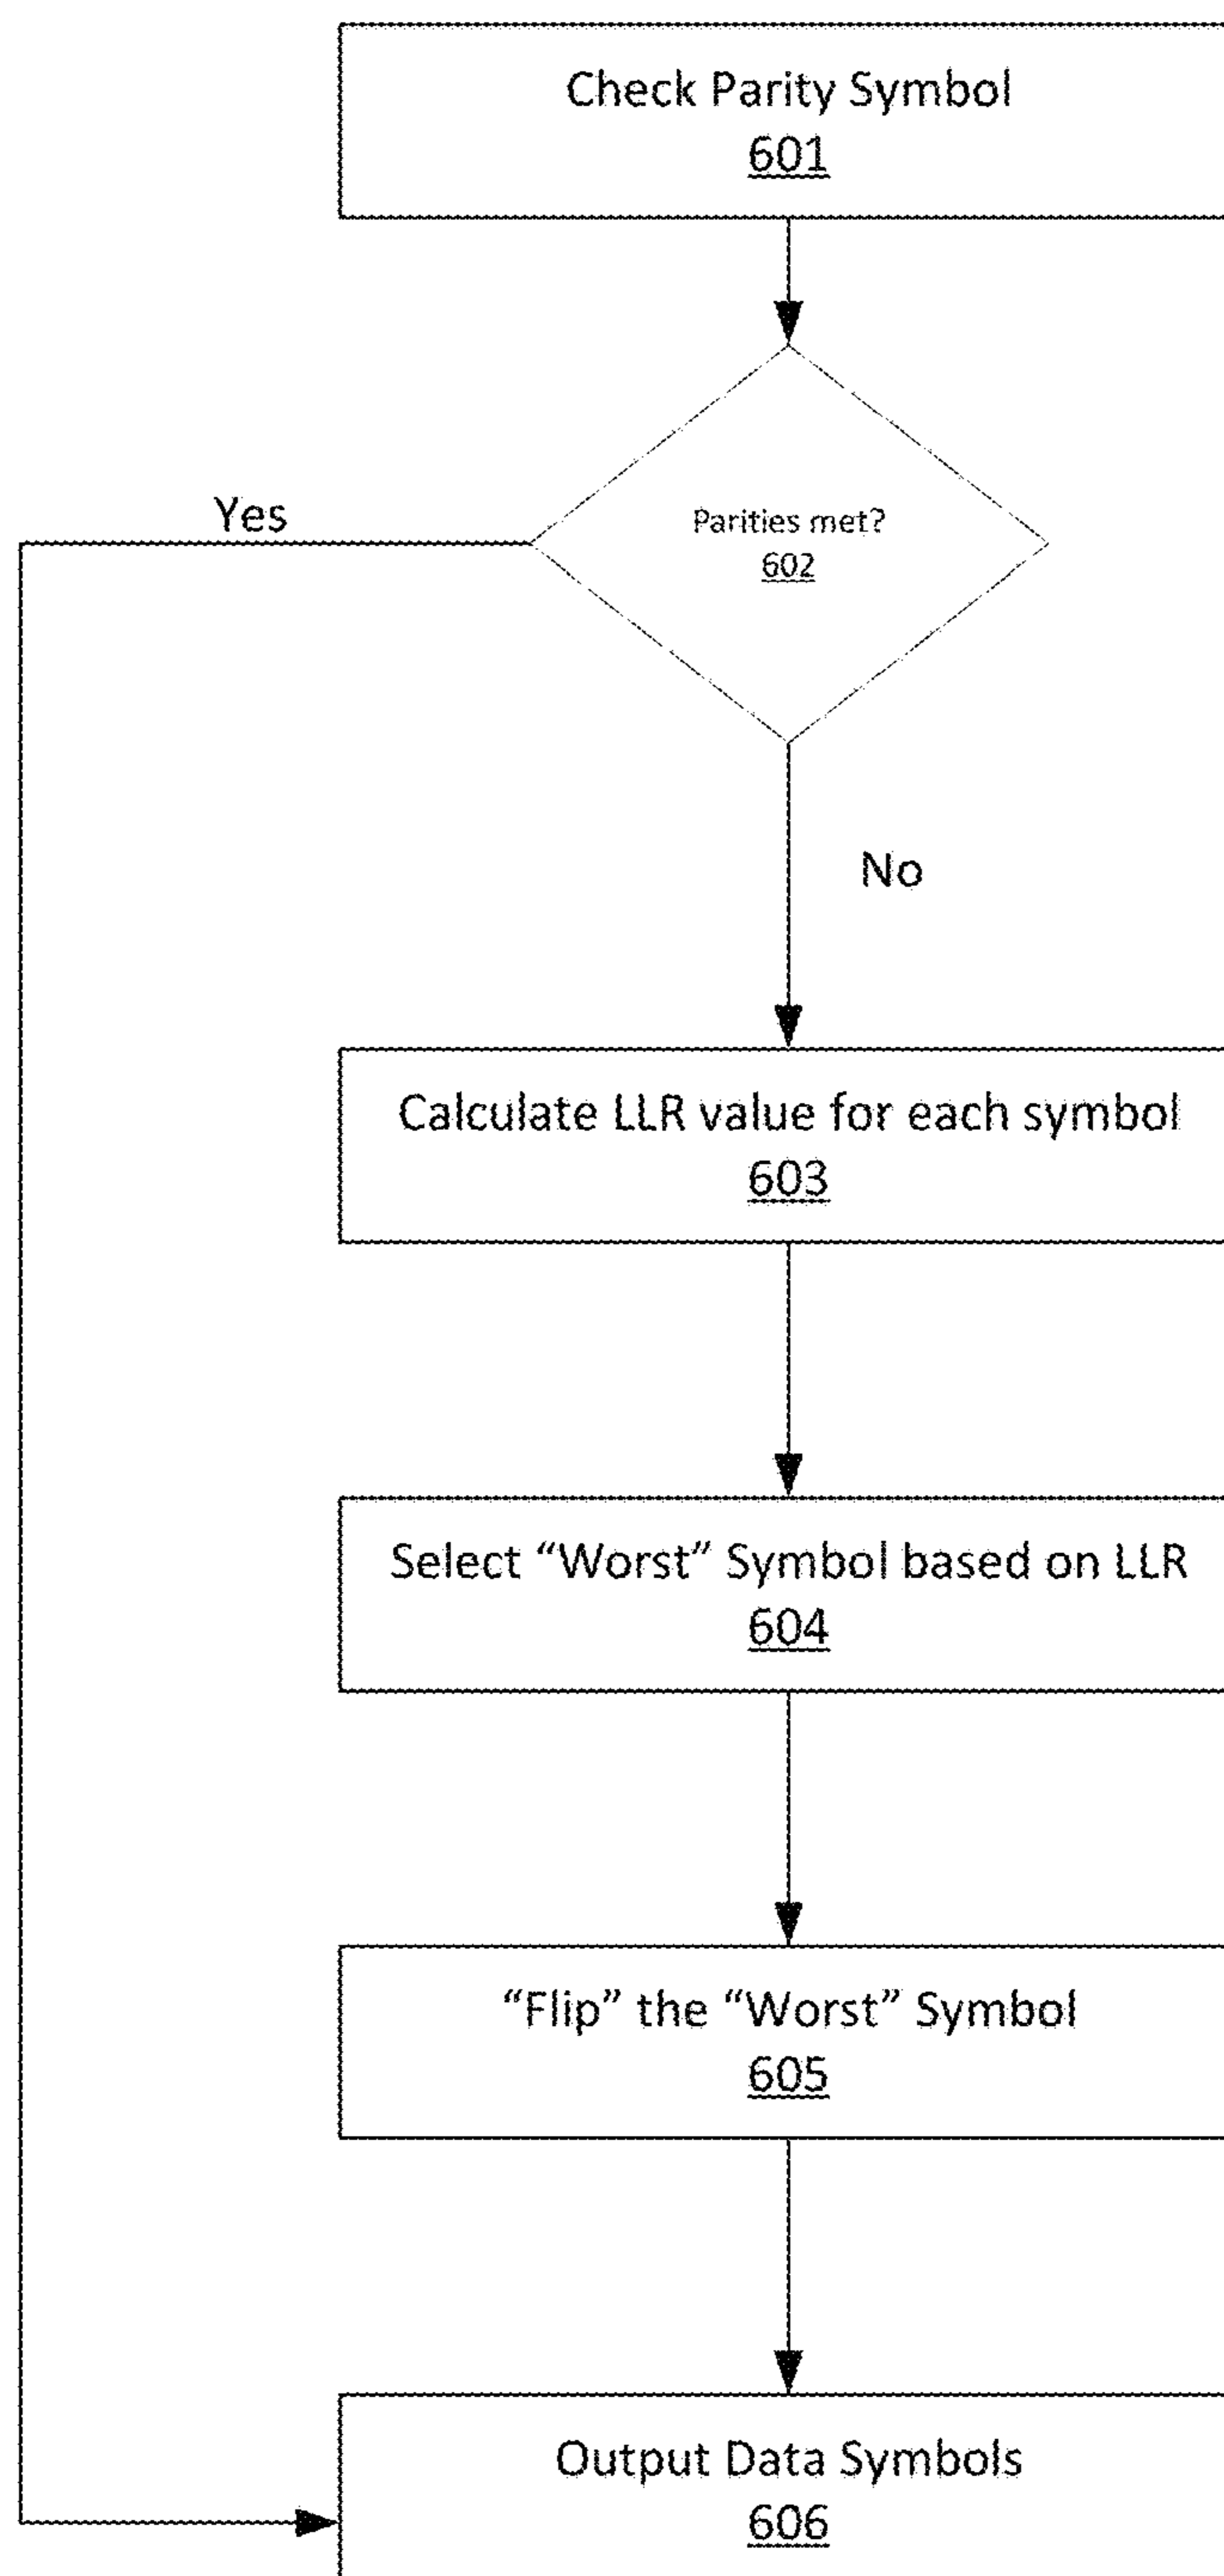 Check Parity Symbol
601
Parities met?
602
Yes
No
Calculate LLR value for each symbol
603
Select “Worst” Symbol based on LLR
604
“Flip” the “Worst” Symbol
605
Output Data Symbols
606